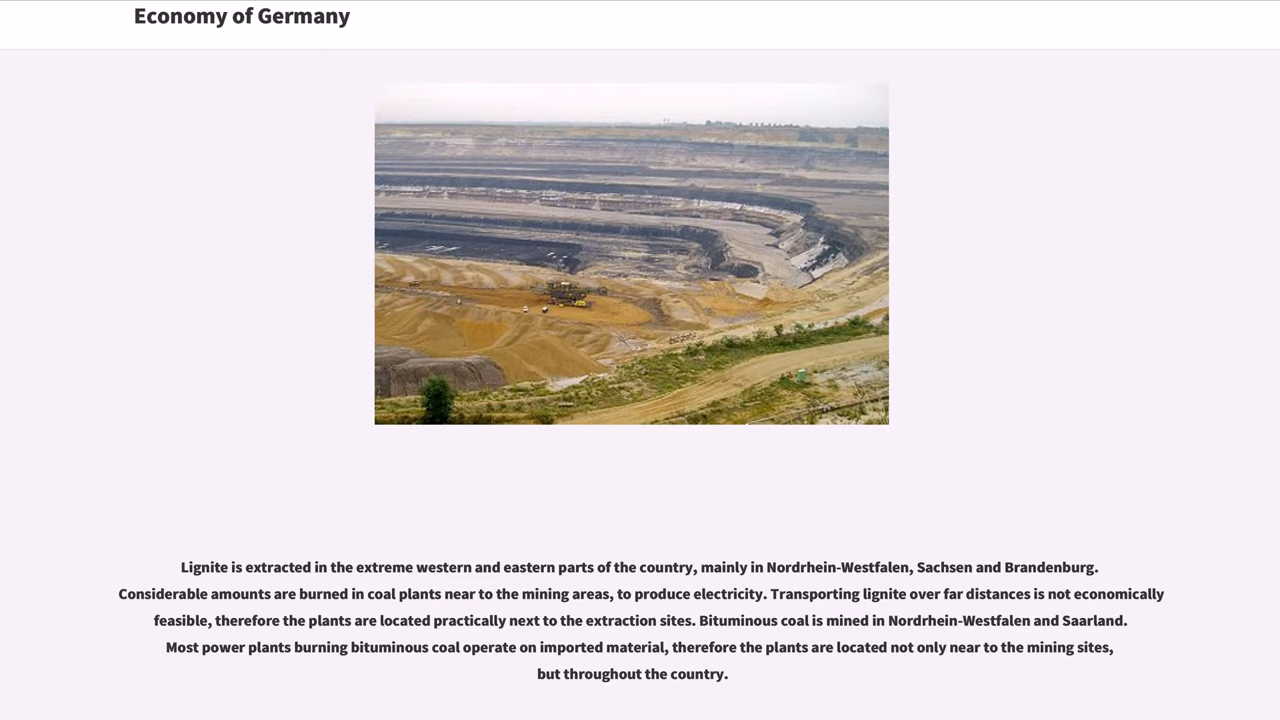 Economy of Germany
Lignite is extracted in the extreme western and eastern parts of the country, mainly in Nordrhein-Westfalen, Sachsen and Brandenburg.
Considerable amounts are burned in coal plants near to the mining areas, to produce electricity. Transporting lignite over far distances is not economically
feasible, therefore the plants are located practically next to the extraction sites. Bituminous coal is mined in Nordrhein-Westfalen and Saarland.
Most power plants burning bituminous coal operate on imported material, therefore the plants are located not only near to the mining sites,
but throughout the country.